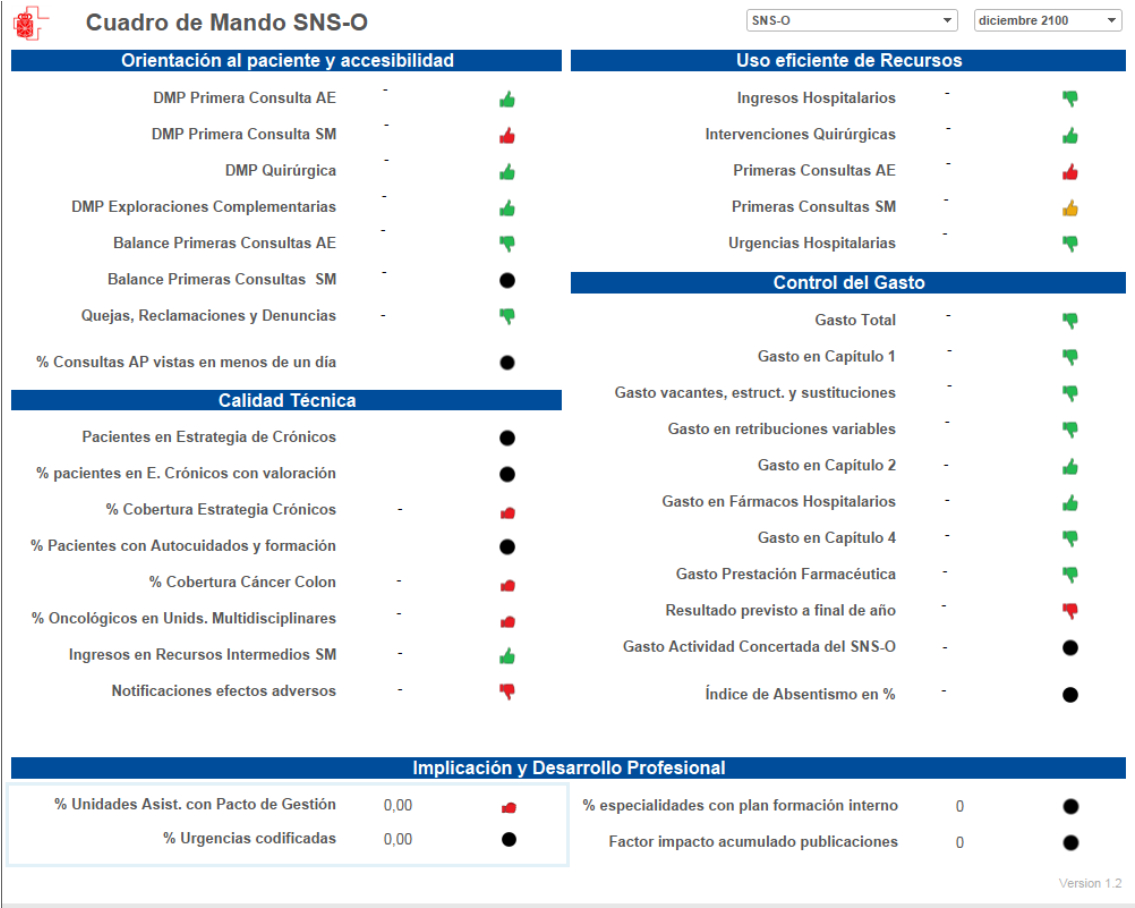 Cuadro de Mando SNS-O
SNS-O
diciembre 2100
Orientación al paciente y accesibilidad
DMP Primera Consulta AE -
DMP Primera Consulta SM -
DMP Quirúrgica -
DMP Exploraciones Complementarias -
Balance Primeras Consultas AE -
Balance Primeras Consultas SM -
Quejas, Reclamaciones y Denuncias -
% Consultas AP vistas en menos de un día
Calidad Técnica
Pacientes en Estrategia de Crónicos
% pacientes en E. Crónicos con valoración
% Cobertura Estrategia Crónicos -
% Pacientes con Autocuidados y formación
% Cobertura Cáncer Colon -
% Oncológicos en Unids. Multidisciplinares -
Ingresos en Recursos Intermedios SM -
Notificaciones efectos adversos -
Uso eficiente de Recursos
Ingresos Hospitalarios -
Intervenciones Quirúrgicas -
Primeras Consultas AE -
Primeras Consultas SM -
Urgencias Hospitalarias -
Control del Gasto
Gasto Total -
Gasto en Capitulo 1 -
Gasto vacantes, estruct. y sustituciones -
Gasto en retribuciones variables -
Gasto en Capítulo 2 -
Gasto en Fármacos Hospitalarios -
Gasto en Capitulo 4 -
Gasto Prestación Farmacéutica -
Resultado previsto a final de año -
Gasto Actividad Concertada del SNS-O -
Índice de Absentismo en % -
Implicación y Desarrollo Profesional
% Unidades Asist. con Pacto de Gestión 0,00
% Urgencias codificadas 0,00
% especialidades con plan formación interno 0
Factor impacto acumulado publicaciones 0
Version 1.2